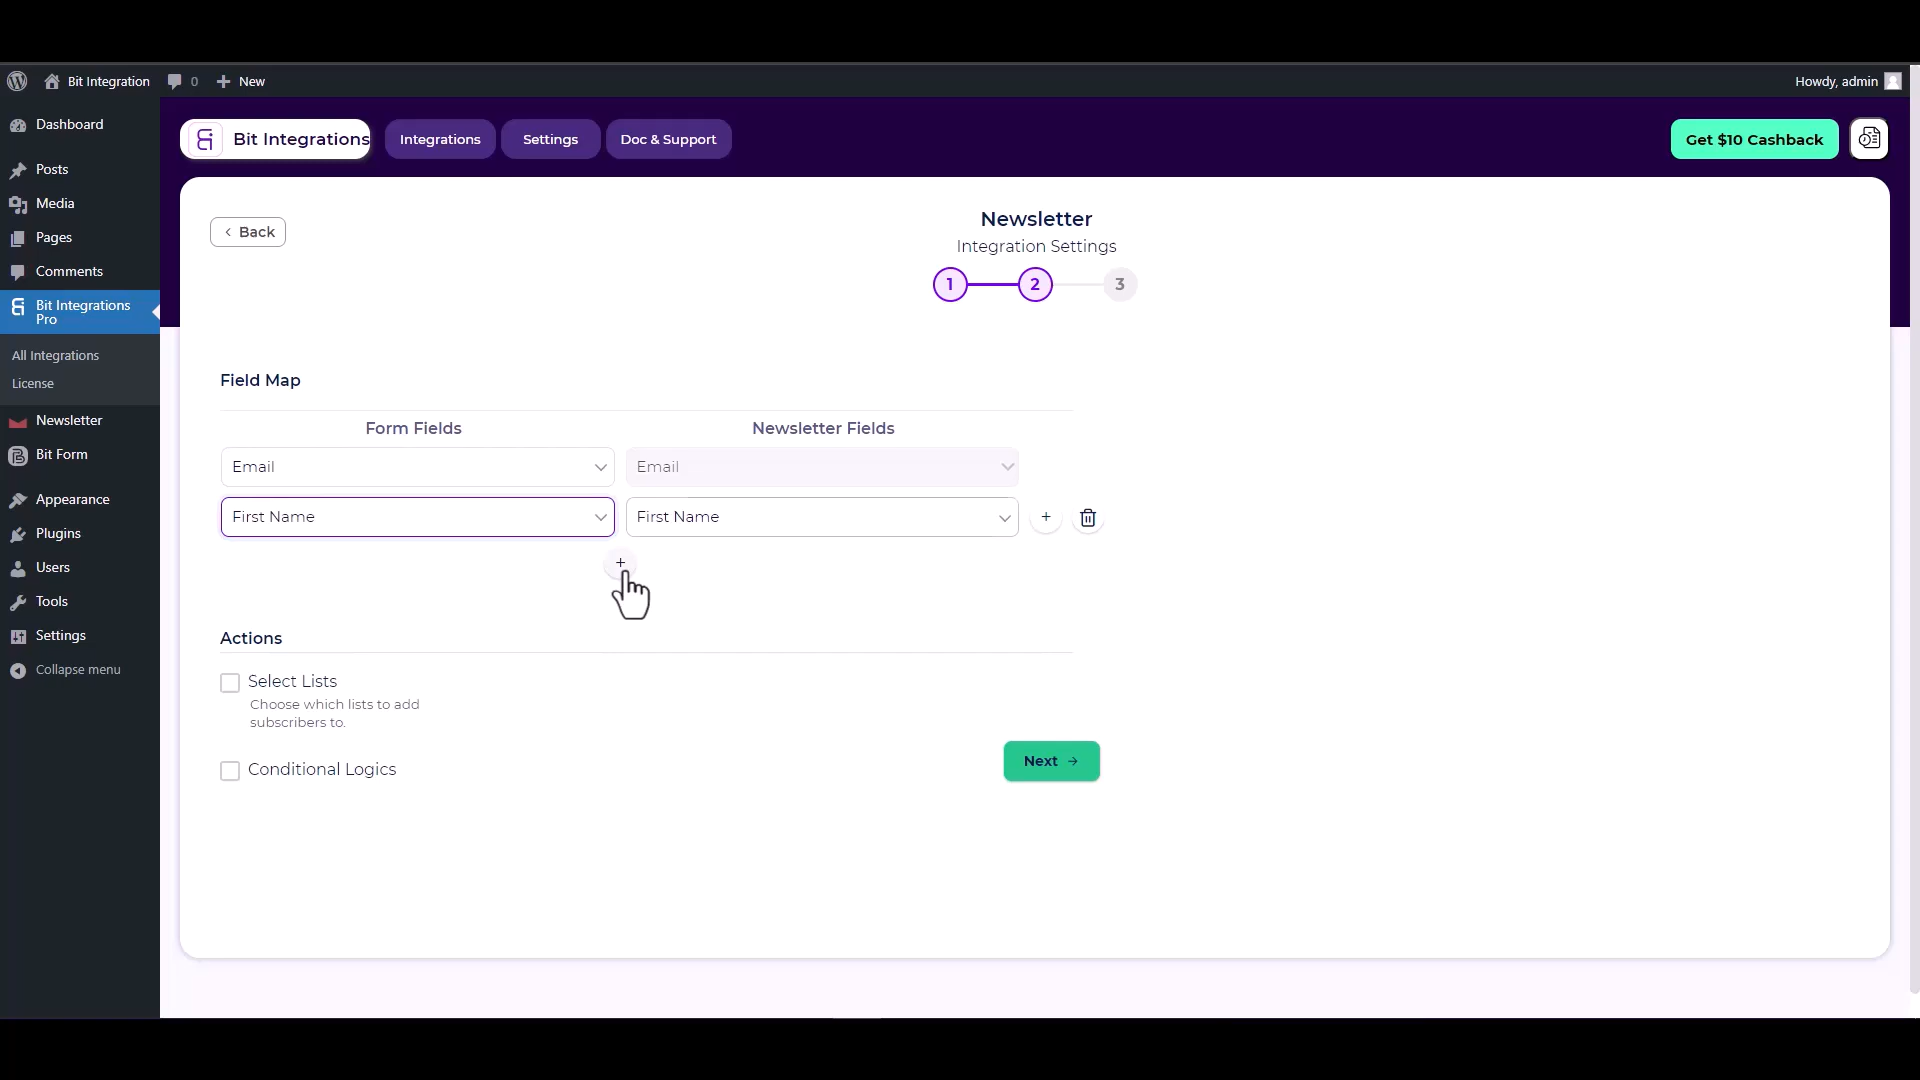 Bit Integration
0
New
Howdy, admin
Dashboard
Posts
Media
Pages
Comments
Bit Integrations
Pro
All Integrations
License
Newsletter
Bit Form
Appearance
Plugins
Users
Tools
Settings
Collapse menu
Bit Integrations
Integrations
Settings
Doc & Support
Get $10 Cashback
Back
Newsletter
Integration Settings
1
2
3
Field Map
Form Fields
Newsletter Fields
Email
Email
First Name
First Name
+
+
Actions
Select Lists
Choose which lists to add
subscribers to.
Conditional Logics
Next